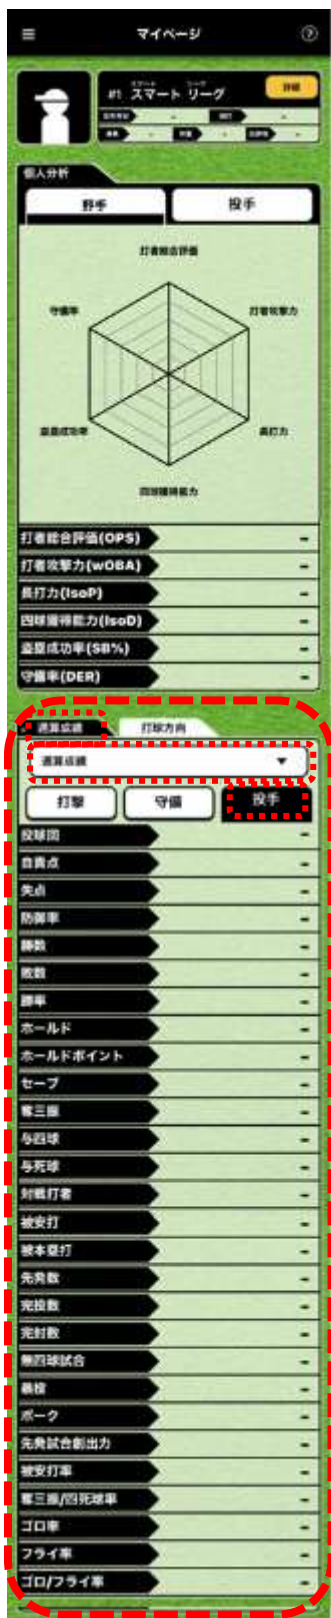 マイページ
#1 スマート リーグ 詳細
個人分析
野手 投手
打者総合評価
守備率 打者攻撃力
盗塁成功率 長打力
四球獲得能力
打者総合評価(OPS) -
打者攻撃力(wOBA) -
長打力(IsoP) -
四球獲得能力(IsoD) -
盗塁成功率(SB%) -
守備率(DER) -
通算成績 打球方向
通算成績 ▼
打撃 守備 投手
投球回 -
自責点 -
失点 -
防御率 -
勝数 -
敗数 -
勝率 -
ホールド -
ホールドポイント -
セーブ -
奪三振 -
与四球 -
与死球 -
対戦打者 -
被安打 -
被本塁打 -
先発数 -
完投数 -
完封数 -
無四球試合 -
暴投 -
ボーク -
先発試合創出力 -
被安打率 -
奪三振/四死球率 -
ゴロ率 -
フライ率 -
ゴロ/フライ率 -